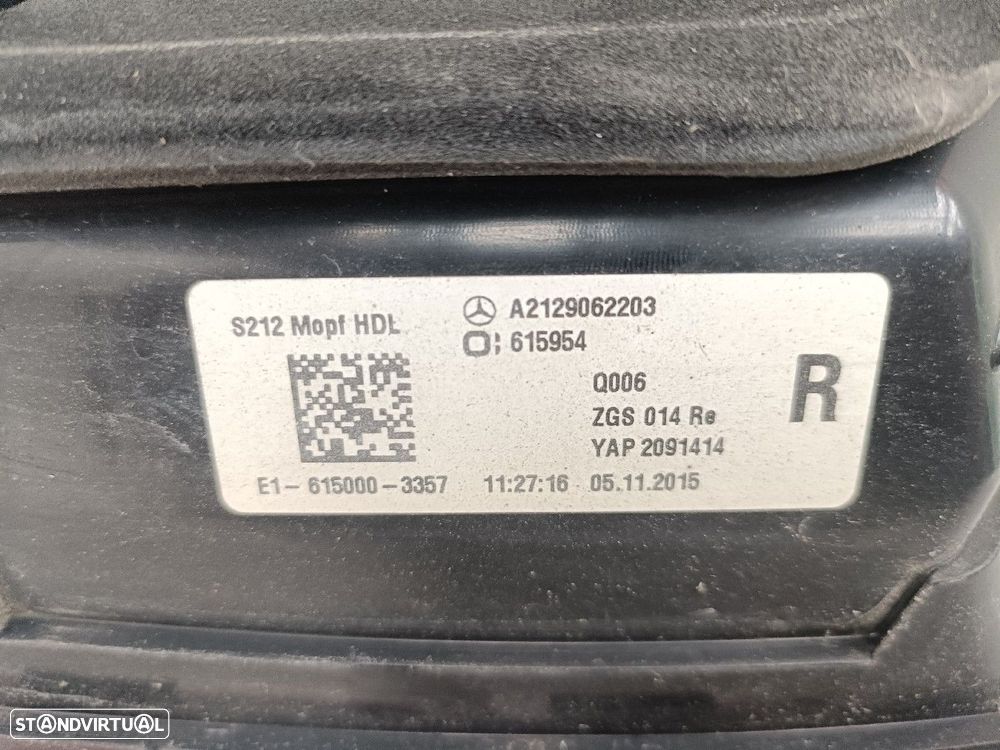 S212 Mopf HDL
A2129062203
615954
Q006
ZGS 014 Re
YAP 2091414
R
E1-615000-3357 11:27:16 05.11.2015
STANDVIRTUAL